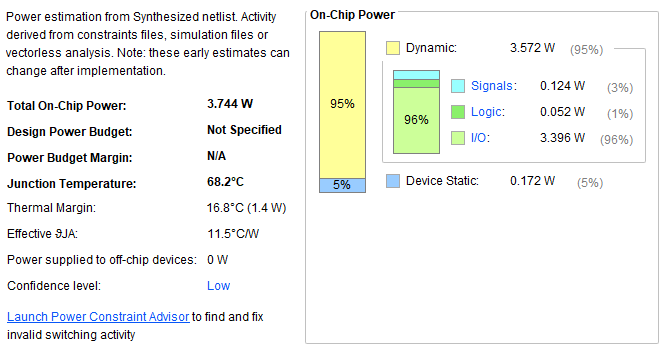 Power estimation from Synthesized netlist. Activity
derived from constraints files, simulation files or
vectorless analysis. Note: these early estimates can
change after implementation.
Total On-Chip Power: 3.744 W
Design Power Budget: Not Specified
Power Budget Margin: N/A
Junction Temperature: 68.2°C
Thermal Margin: 16.8°C (1.4 W)
Effective ϑJA: 11.5°C/W
Power supplied to off-chip devices: 0 W
Confidence level: Low
Launch Power Constraint Advisor to find and fix
invalid switching activity
On-Chip Power
Dynamic: 3.572 W (95%)
Signals: 0.124 W (3%)
Logic: 0.052 W (1%)
I/O: 3.396 W (96%)
Device Static: 0.172 W (5%)
95%
96%
5%